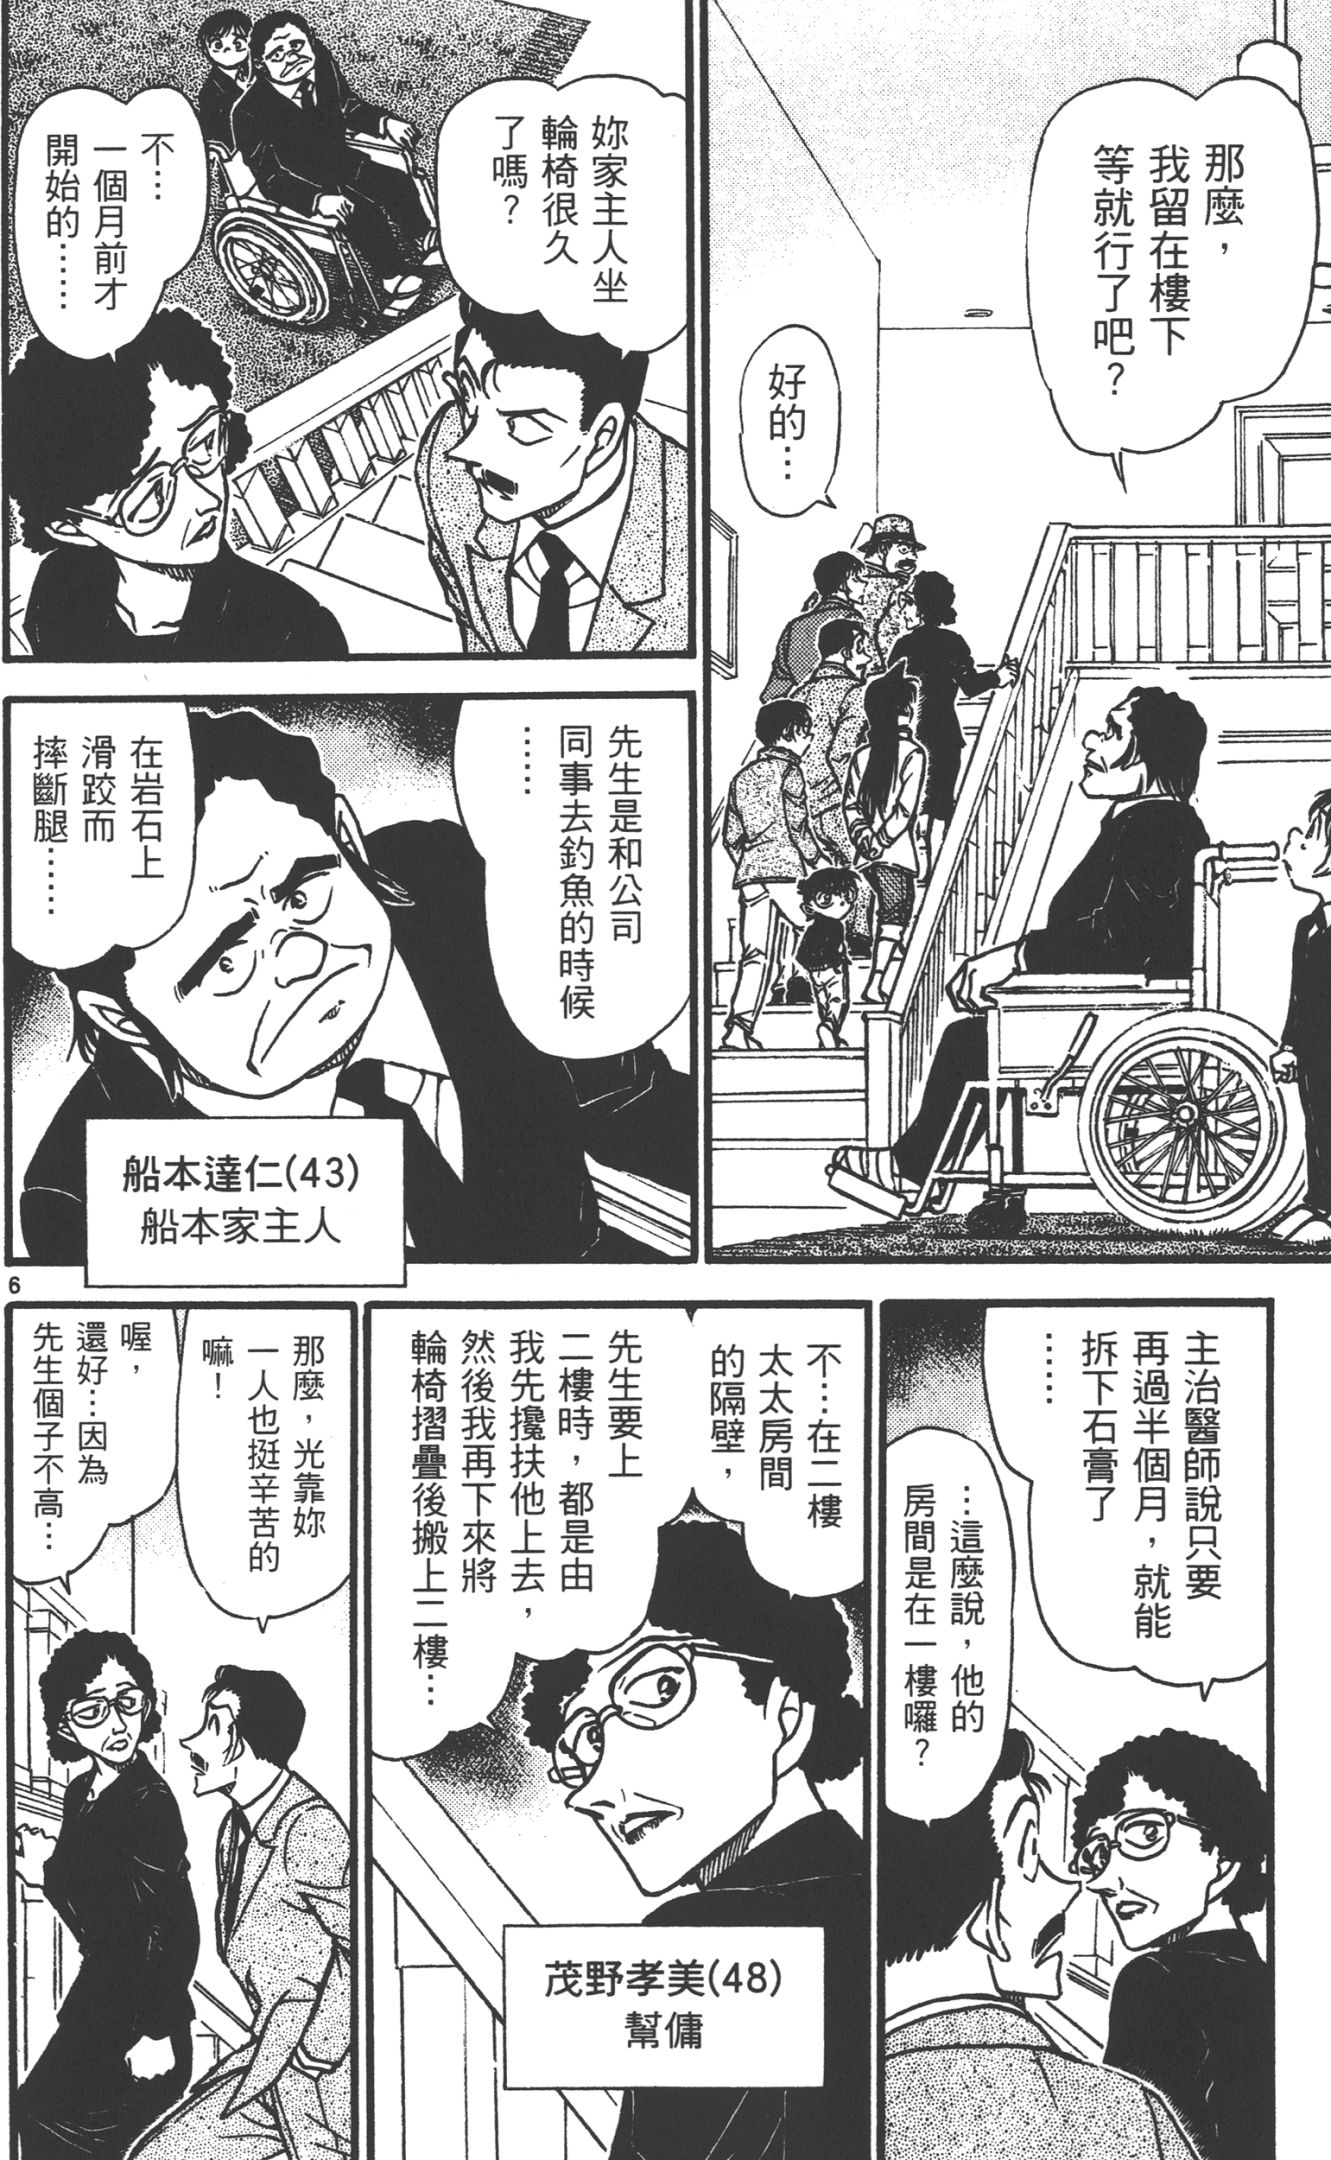 那麼，
我留在樓下
等就行了吧？
好的…
妳家主人坐
輪椅很久
了嗎？
不…
一個月前才
開始的……
先生是和公司
同事去釣魚的時候
……
在岩石上
滑跤而
摔斷腿……
船本達仁(43)
船本家主人
6
主治醫師說只要
再過半個月，就能
拆下石膏了
……
…這麼說，他的
房間是在一樓囉？
不…在二樓
太太房間
的隔壁，
先生要上
二樓時，都是由
我先攙扶他上去，
然後我再下來將
輪椅摺疊後搬上二樓…
茂野孝美(48)
幫傭
那麼，光靠妳
一人也挺辛苦的
嘛！
喔，
還好…因為
先生個子不高…